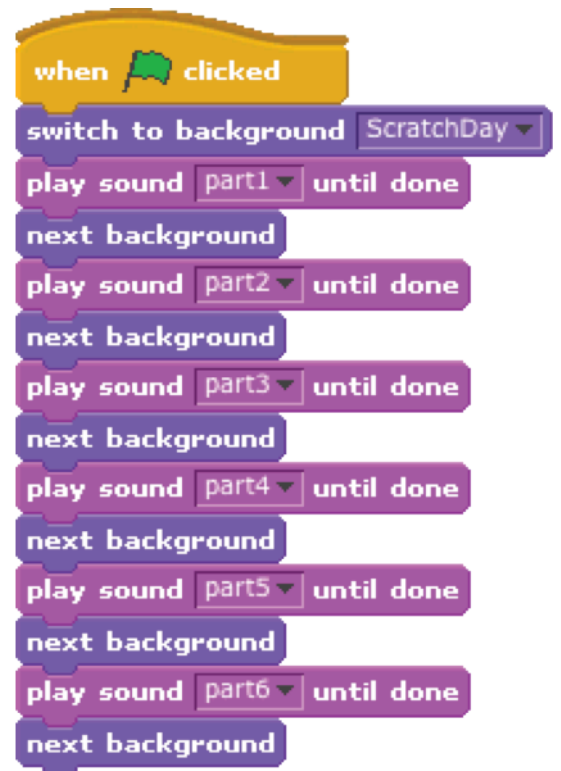 when clicked
switch to background ScratchDay
play sound part1 until done
next background
play sound part2 until done
next background
play sound part3 until done
next background
play sound part4 until done
next background
play sound part5 until done
next background
play sound part6 until done
next background